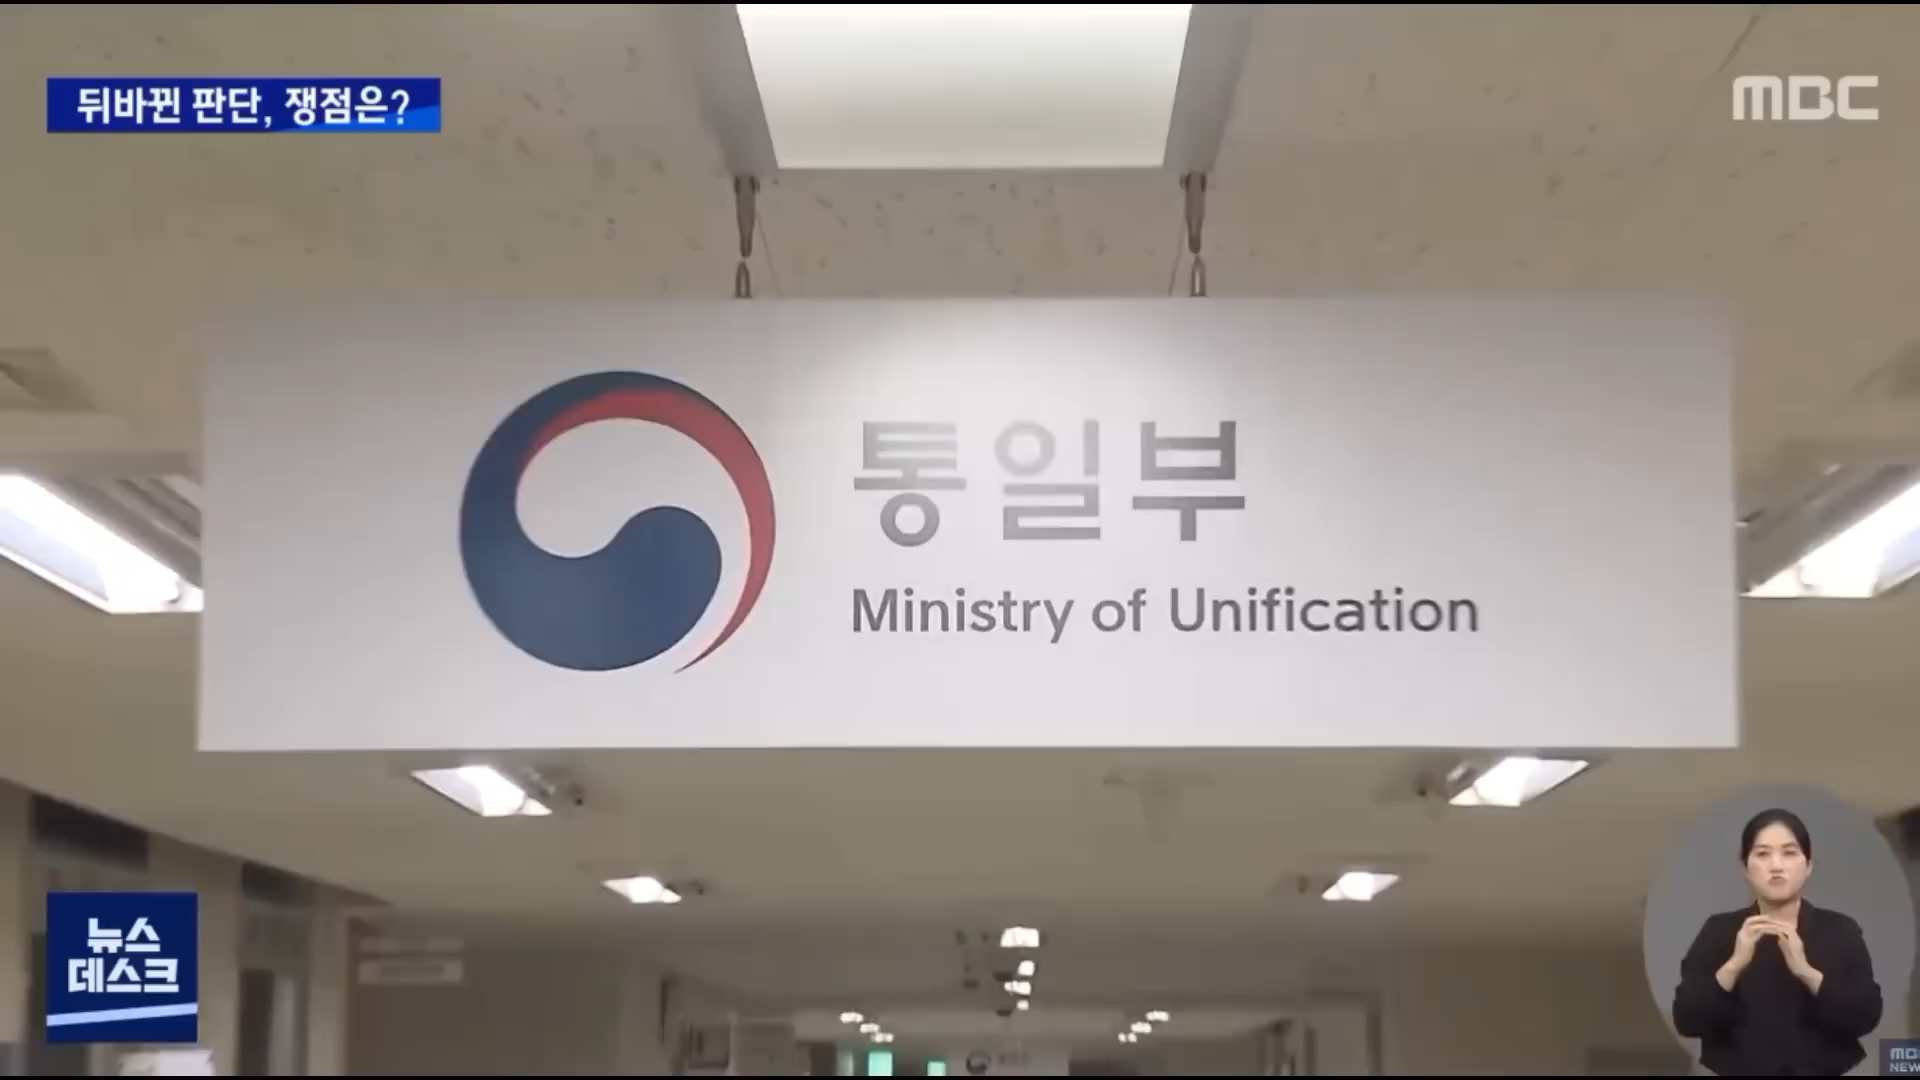 뒤바뀐 판단, 쟁점은?
MBC
통일부
Ministry of Unification
뉴스
데스크